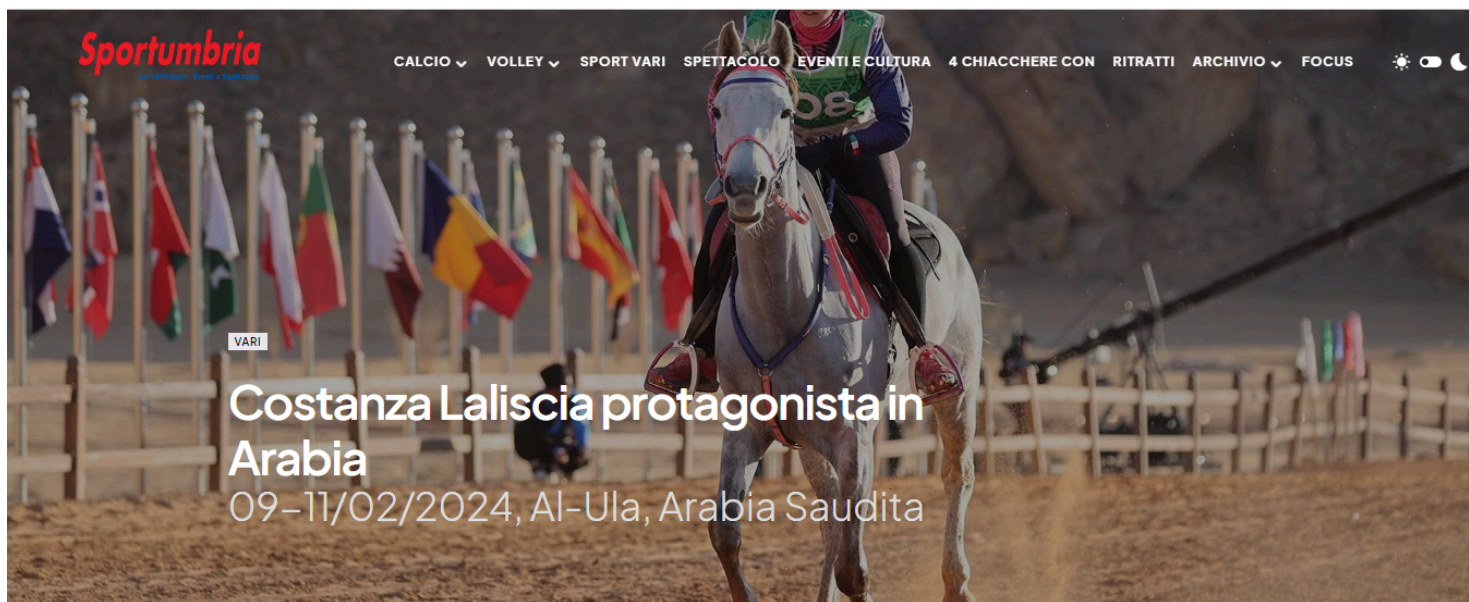 Sportumbria
CALCIO VOLLEY SPORT VARI SPETTACOLO EVENTI E CULTURA 4 CHIACCHERE CON RITRATTI ARCHIVIO FOCUS
08
VARI
Costanza Laliscia protagonista in
Arabia
09–11/02/2024, Al-Ula, Arabia Saudita